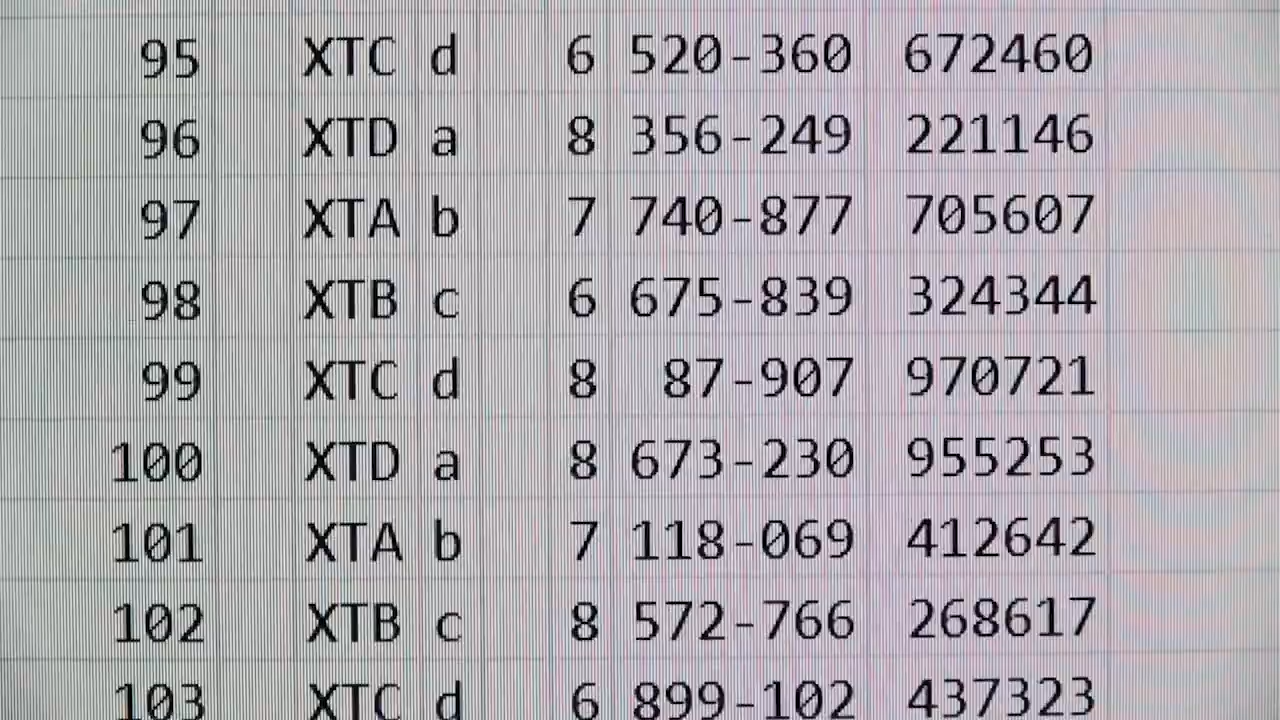 95 XTC d 6 520-360 672460
96 XTD a 8 356-249 221146
97 XTA b 7 740-877 705607
98 XTB c 6 675-839 324344
99 XTC d 8 87-907 970721
100 XTD a 8 673-230 955253
101 XTA b 7 118-069 412642
102 XTB c 8 572-766 268617
103 XTC d 6 899-102 437323